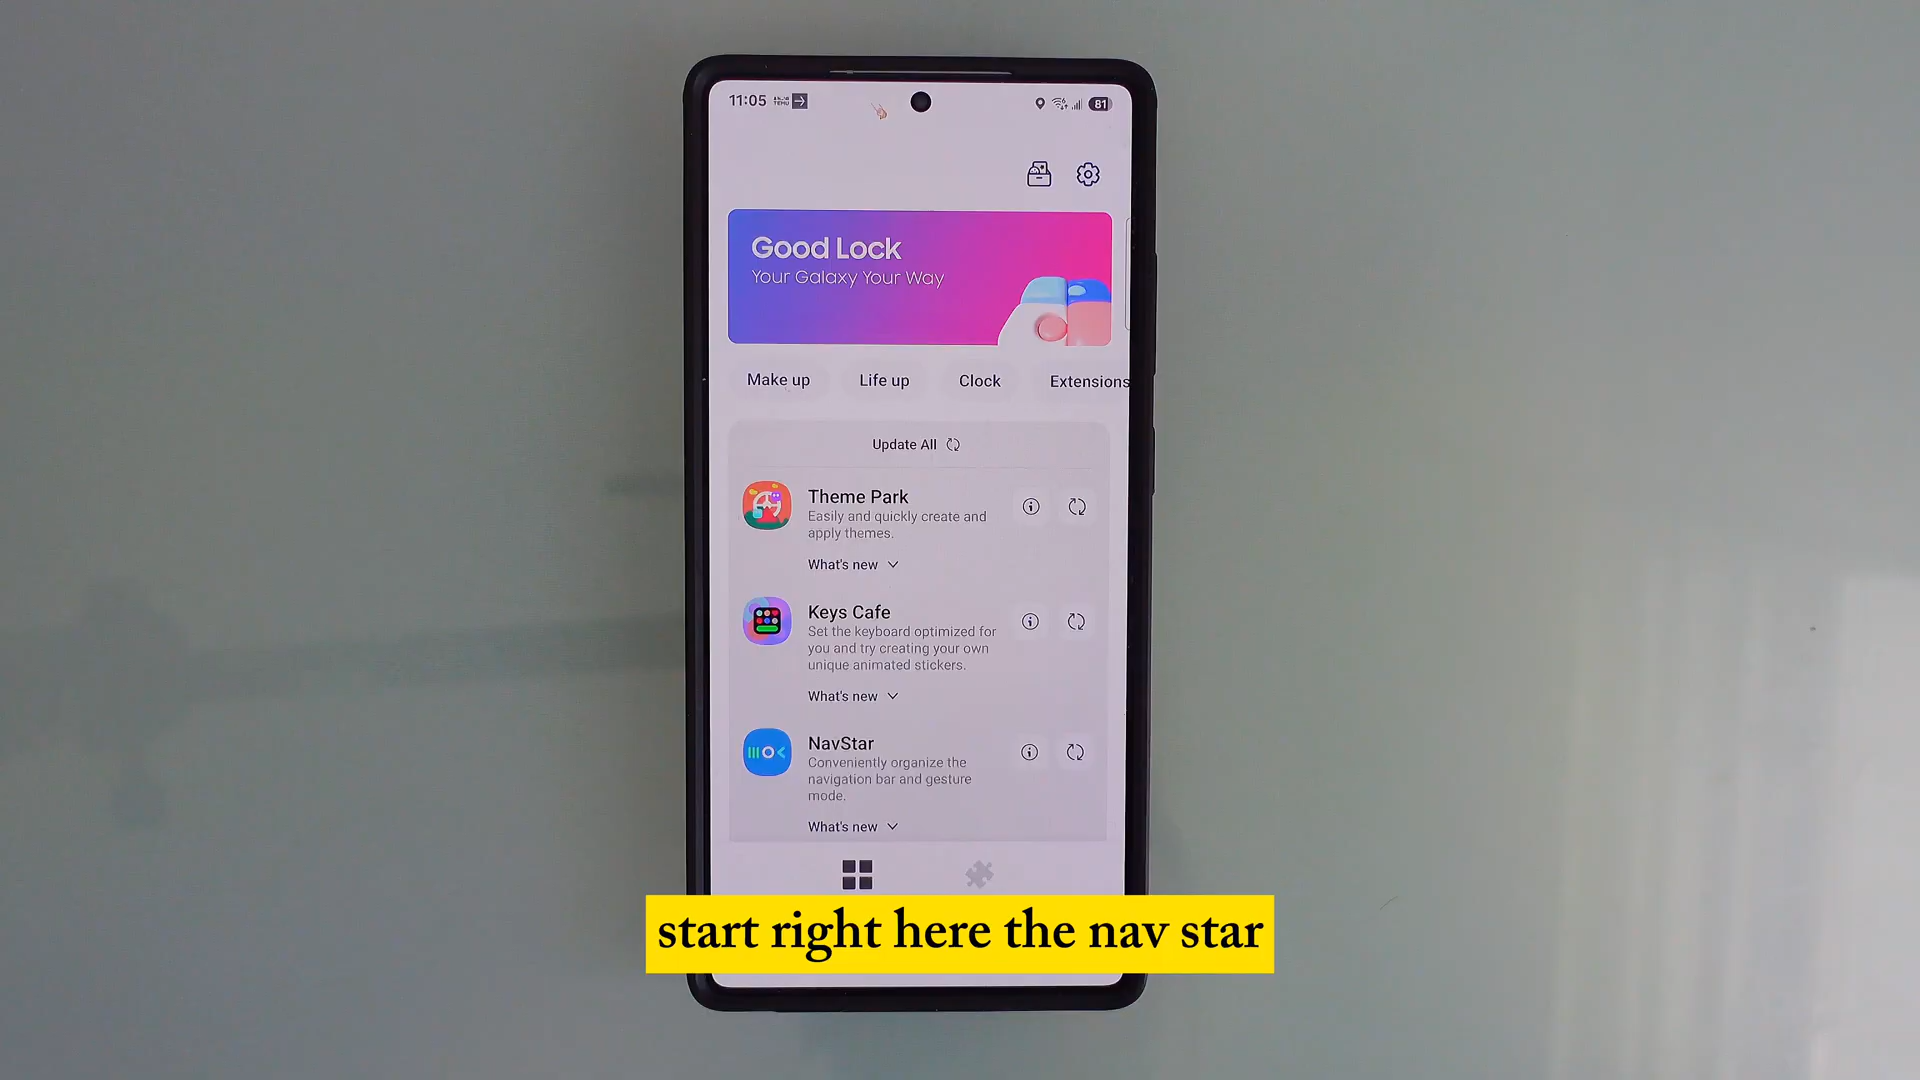 11:05
81
Good Lock
Your Galaxy Your Way
Make up Life up Clock Extensions
Update All
Theme Park
Easily and quickly create and
apply themes.
What's new
Keys Cafe
Set the keyboard optimized for
you and try creating your own
unique animated stickers.
What's new
NavStar
Conveniently organize the
navigation bar and gesture
mode.
What's new
start right here the nav star